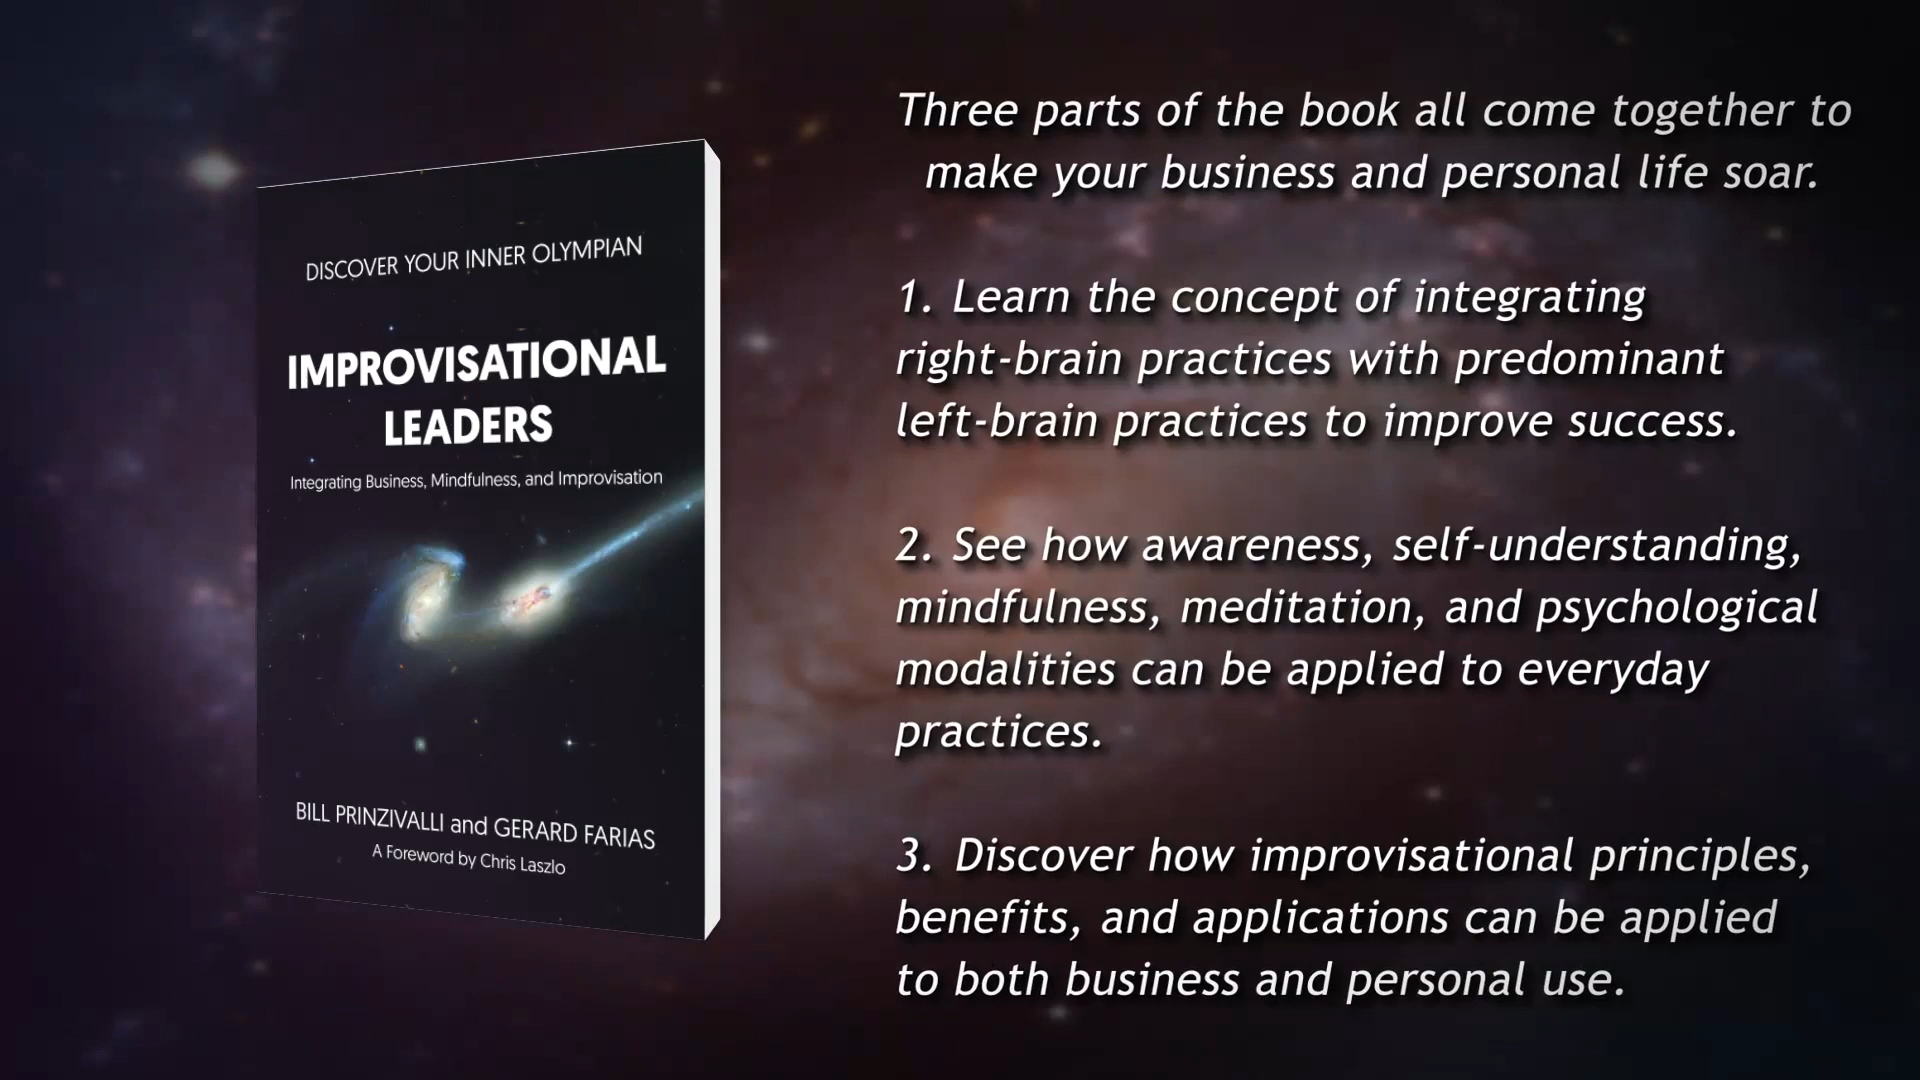 DISCOVER YOUR INNER OLYMPIAN
IMPROVISATIONAL
LEADERS
Integrating Business, Mindfulness, and Improvisation
BILL PRINZIVALLI and GERARD FARIAS
A Foreword by Chris Laszlo
Three parts of the book all come together to
make your business and personal life soar.
1. Learn the concept of integrating
right-brain practices with predominant
left-brain practices to improve success.
2. See how awareness, self-understanding,
mindfulness, meditation, and psychological
modalities can be applied to everyday
practices.
3. Discover how improvisational principles,
benefits, and applications can be applied
to both business and personal use.